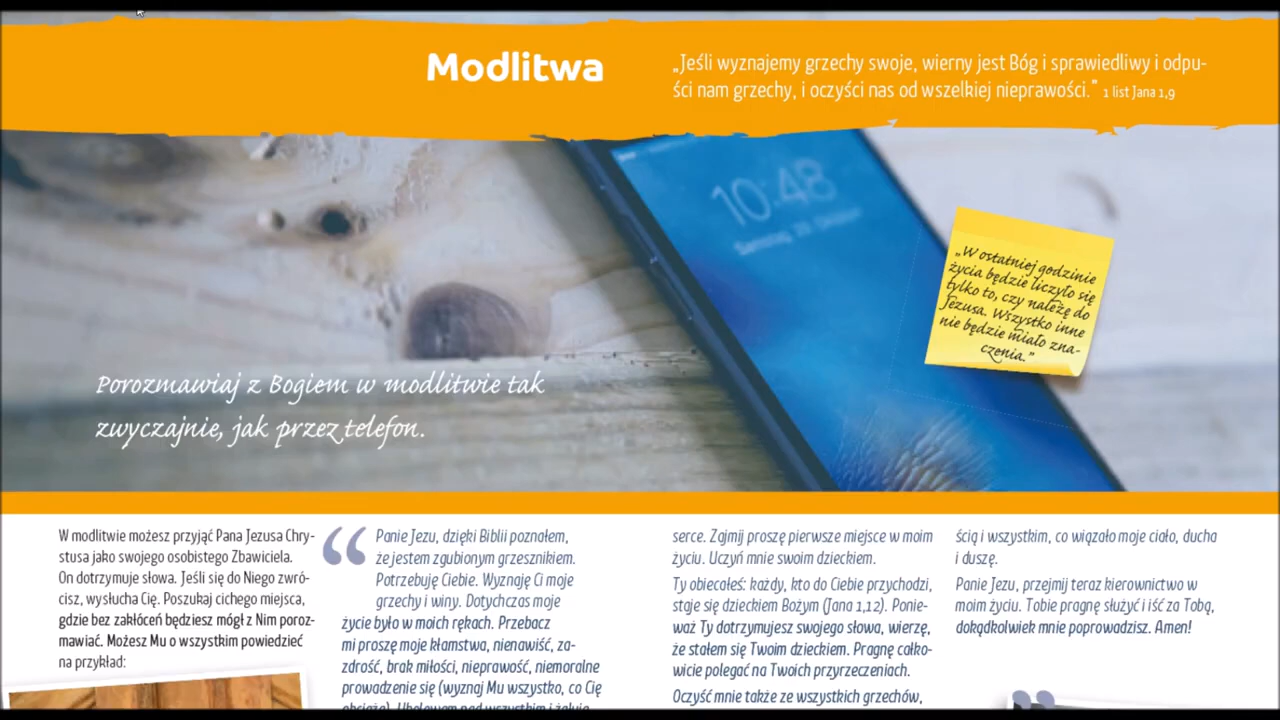 Modlitwa
„Jeśli wyznajemy grzechy swoje, wierny jest Bóg i sprawiedliwy i odpu-
ści nam grzechy, i oczyści nas od wszelkiej nieprawości.” 1 list Jana 1,9
10:48
„W ostatniej godzinie
życia będzie liczyło się
tylko to, czy należę do
Jezusa. Wszystko inne
nie będzie miało zna-
czenia.”
Porozmawiaj z Bogiem w modlitwie tak
zwyczajnie, jak przez telefon.
W modlitwie możesz przyjąć Pana Jezusa Chry-
stusa jako swojego osobistego Zbawiciela.
On dotrzymuje słowa. Jeśli się do Niego zwró-
cisz, wysłucha Cię. Poszukaj cichego miejsca,
gdzie bez zakłóceń będziesz mógł z Nim poroz-
mawiać. Możesz Mu o wszystkim powiedzieć
na przykład:
“ Panie Jezu, dzięki Biblii poznałem,
że jestem zgubionym grzesznikiem.
Potrzebuję Ciebie. Wyznaję Ci moje
grzechy i winy. Dotychczas moje
życie było w moich rękach. Przebacz
mi proszę moje kłamstwa, nienawiść, za-
zdrość, brak miłości, nieprawość, niemoralne
prowadzenie się (wyznaj Mu wszystko, co Cię
obciąża). Ubolewam nad wszystkim i żałuję
serce. Zajmij proszę pierwsze miejsce w moim
życiu. Uczyń mnie swoim dzieckiem.
Ty obiecałeś: każdy, kto do Ciebie przychodzi,
staje się dzieckiem Bożym (Jana 1,12). Ponie-
waż Ty dotrzymujesz swojego słowa, wierzę,
że stałem się Twoim dzieckiem. Pragnę całko-
wicie polegać na Twoich przyrzeczeniach.
Oczyść mnie także ze wszystkich grzechów,
ścią i wszystkim, co wiązało moje ciało, ducha
i duszę.
Panie Jezu, przejmij teraz kierownictwo w
moim życiu. Tobie pragnę służyć i iść za Tobą,
dokądkolwiek mnie poprowadzisz. Amen!